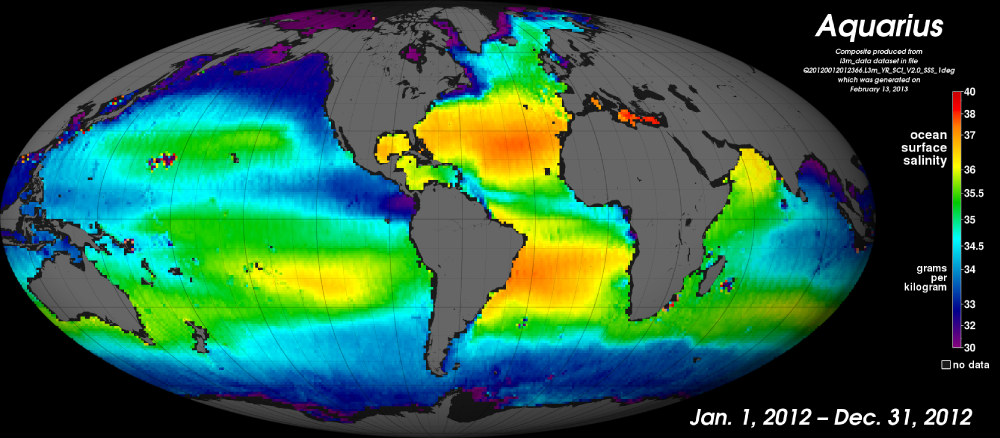 Aquarius
Composite produced from
l3m_data dataset in file
Q20120012012366.L3m_YR_SCI_V2.0_SSS_1deg
which was generated on
February 13, 2013
ocean
surface
salinity
40
38
37
36
35.5
35
34.5
34
33
32
30
grams
per
kilogram
no data
Jan. 1, 2012 – Dec. 31, 2012